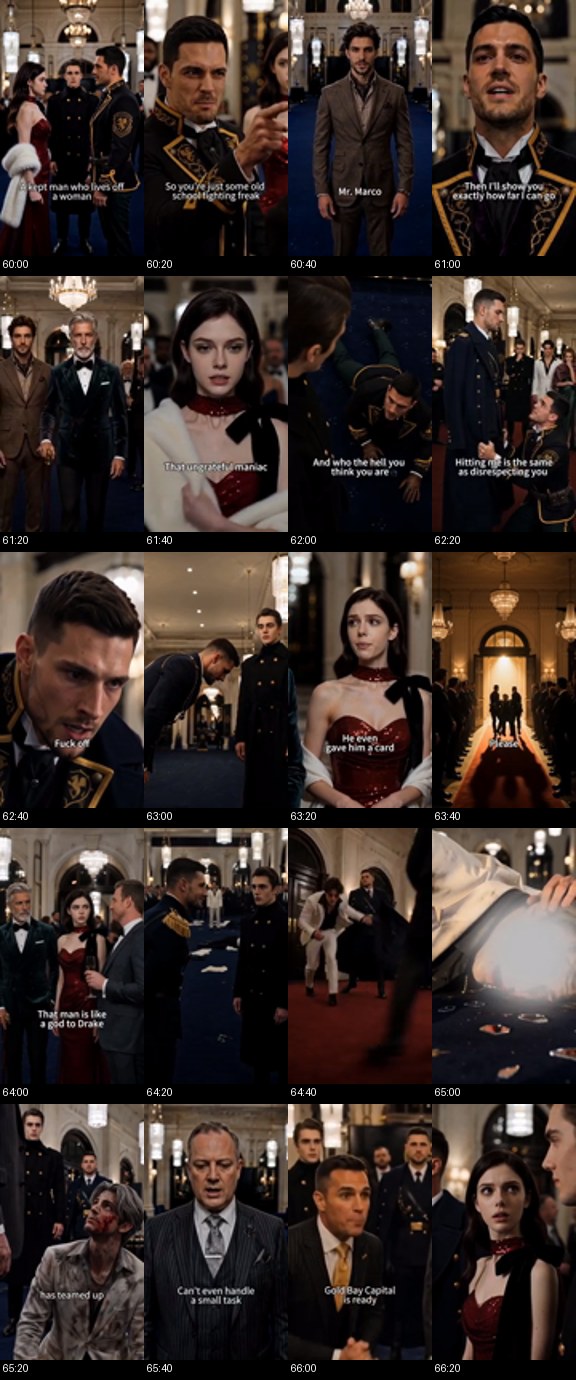 A kept man who lives off
a woman
So you're just some old
school fighting freak
Mr. Marco
Then I'll show you
exactly how far I can go
60:00
60:20
60:40
61:00
That ungrateful maniac
And who the hell you
think you are
Hitting me is the same
as disrespecting you
61:20
61:40
62:00
62:20
Fuck off
He even
gave him a card
Please
62:40
63:00
63:20
63:40
That man is like
a god to Drake
64:00
64:20
64:40
65:00
has teamed up
Can't even handle
a small task
Gold Bay Capital
is ready
65:20
65:40
66:00
66:20